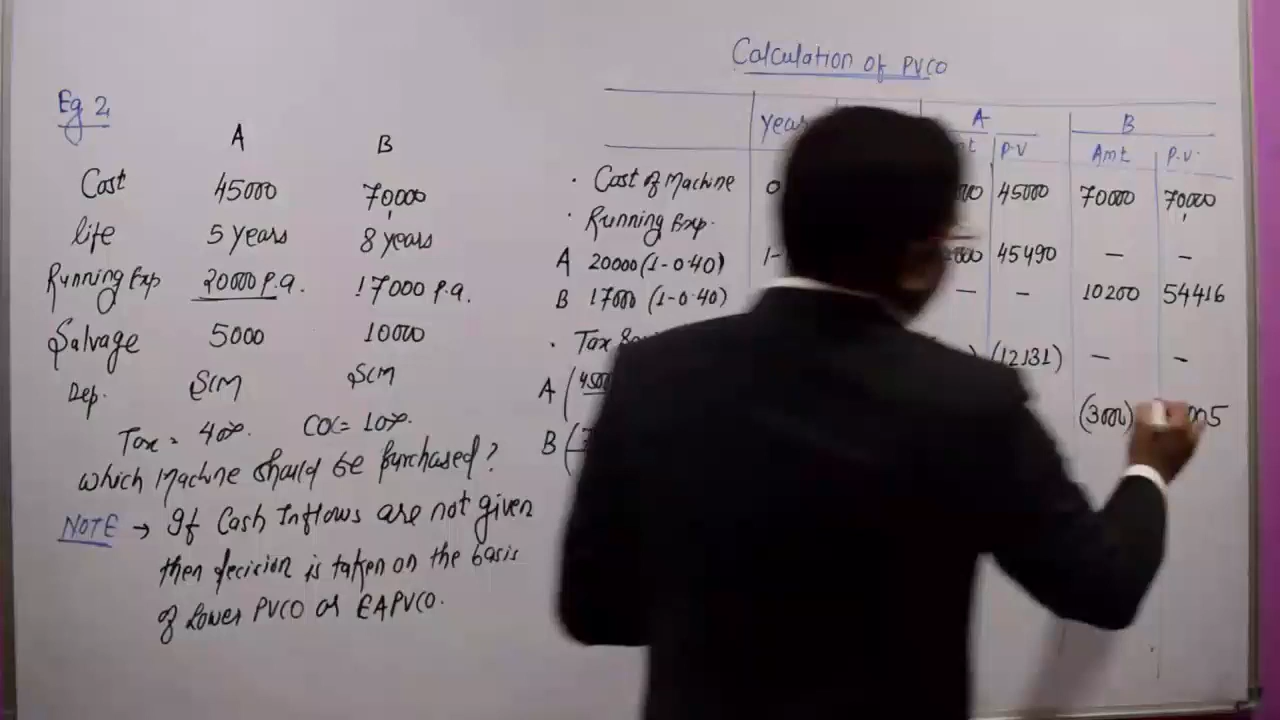 Eg 2
A B
Cost 45000 70000
life 5 years 8 years
Running Exp 20000 P.a. 17000 P.a.
Salvage 5000 10000
Dep. SLM SLM
Tax = 40%. COC = 10%.
which Machine should be purchased?
NOTE → If Cash Inflows are not given
then decision is taken on the basis
of Lower PVCO or EAPVCO.
Calculation of PVCO
A B
P.V Amt P.V.
· Cost of Machine 0 45000 70000 70000
· Running Exp.
A 20000 (1-0.40) 1- 45490 - -
B 17000 (1-0.40) - - 10200 54416
· Tax (12131) - -
A (
B ( (3000)